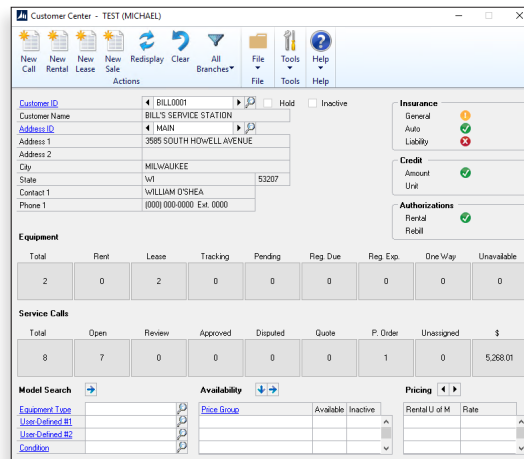 Customer Center - TEST (MICHAEL)
New Call New Rental New Lease New Sale Redisplay Clear All Branches File Tools Help
Actions File Tools Help
Customer ID BILL0001 Hold Inactive
Customer Name BILL'S SERVICE STATION
Address ID MAIN
Address 1 3585 SOUTH HOWELL AVENUE
Address 2
City MILWAUKEE
State WI 53207
Contact 1 WILLIAM O'SHEA
Phone 1 (000) 000-0000 Ext. 0000
Insurance
General
Auto
Liability
Credit
Amount
Unit
Authorizations
Rental
Rebill
Equipment
Total Rent Lease Tracking Pending Reg. Due Reg. Exp. One Way Unavailable
2 0 2 0 0 0 0 0 0
Service Calls
Total Open Review Approved Disputed Quote P. Order Unassigned $
8 7 0 0 0 0 1 0 5,268.01
Model Search Availability Pricing
Equipment Type Price Group Available Inactive Rental U of M Rate
User-Defined #1
User-Defined #2
Condition